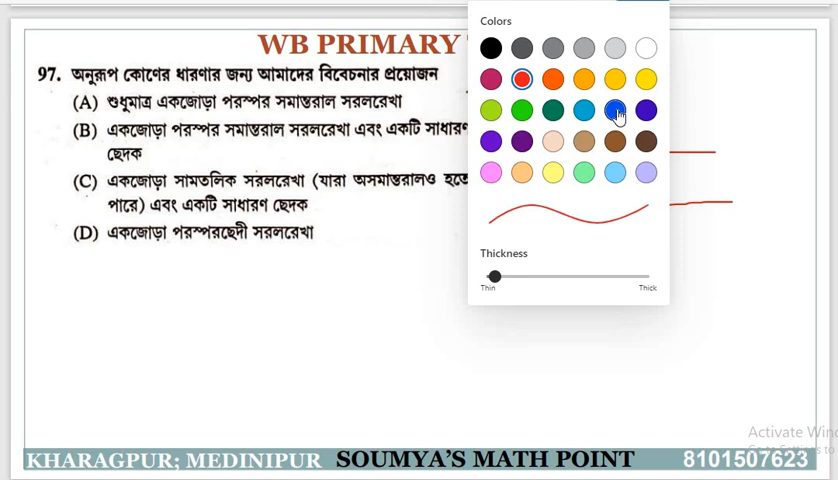 WB PRIMARY
97. অনুরূপ কোণের ধারণার জন্য আমাদের বিবেচনার প্রয়োজন
(A) শুধুমাত্র একজোড়া পরস্পর সমান্তরাল সরলরেখা
(B) একজোড়া পরস্পর সমান্তরাল সরলরেখা এবং একটি সাধারণ
ছেদক
(C) একজোড়া সামতলিক সরলরেখা (যারা অসমান্তরালও হতে
পারে) এবং একটি সাধারণ ছেদক
(D) একজোড়া পরস্পরছেদী সরলরেখা
Colors
Thickness
Thin Thick
Activate Win
KHARAGPUR; MEDINIPUR SOUMYA'S MATH POINT 8101507623